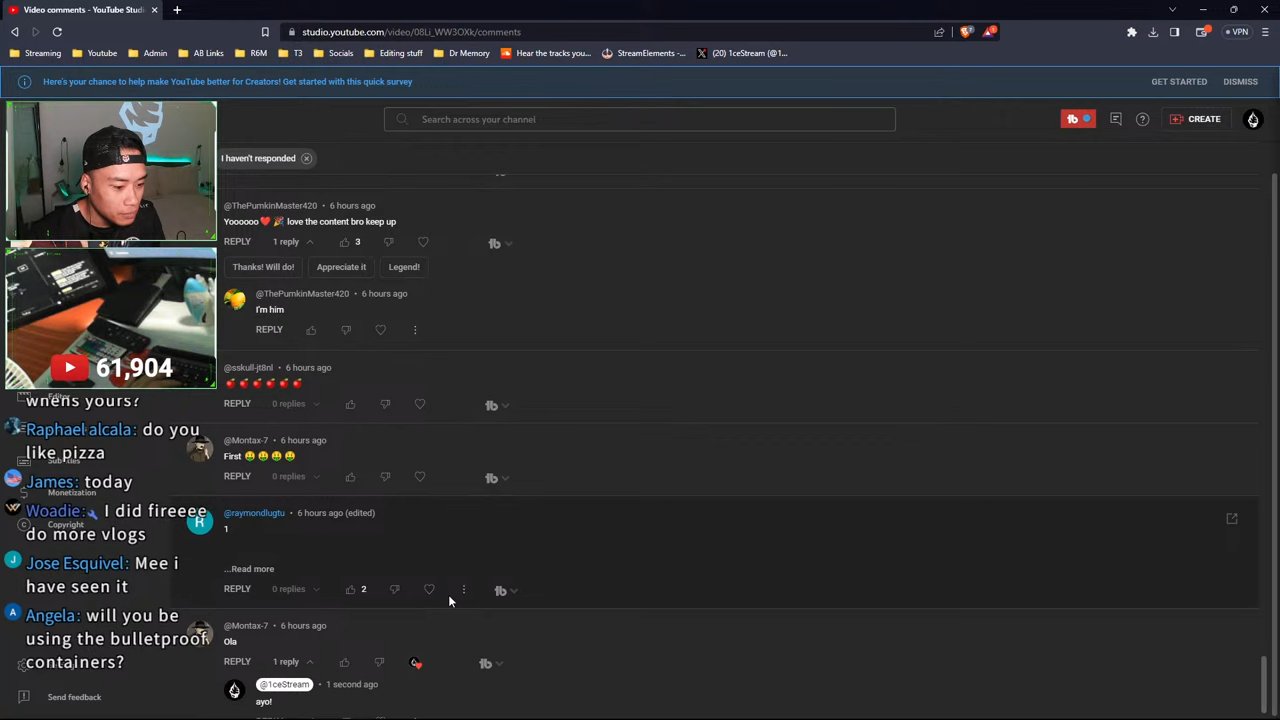 Video comments - YouTube Studio
studio.youtube.com/video/08Li_WW3OXk/comments
VPN
Streaming
Youtube
Admin
AB Links
R6M
T3
Socials
Editing stuff
Dr Memory
Hear the tracks you...
StreamElements -...
(20) 1ceStream (@1...
Here's your chance to help make YouTube better for Creators! Get started with this quick survey
GET STARTED
DISMISS
Search across your channel
CREATE
I haven't responded
@ThePumkinMaster420 • 6 hours ago
Yoooooo❤️ 🎉 love the content bro keep up
REPLY 1 reply 3
Thanks! Will do!
Appreciate it
Legend!
@ThePumkinMaster420 • 6 hours ago
I'm him
REPLY
@sskull-jt8nl • 6 hours ago
🍎 🍎 🍎 🍎 🍎 🍎
REPLY 0 replies
@Montax-7 • 6 hours ago
First 🤑 🤑 🤑 🤑
REPLY 0 replies
@raymondlugtu • 6 hours ago (edited)
1
...Read more
REPLY 0 replies 2
@Montax-7 • 6 hours ago
Ola
REPLY 1 reply
@1ceStream • 1 second ago
ayo!
61,904
Editor
whens yours?
Raphael alcala: do you
like pizza
Subtitles
James: today
Monetization
Woadie: I did fireeee
Copyright
do more vlogs
Jose Esquivel: Mee i
have seen it
Angela: will you be
using the bulletproof
containers?
Send feedback